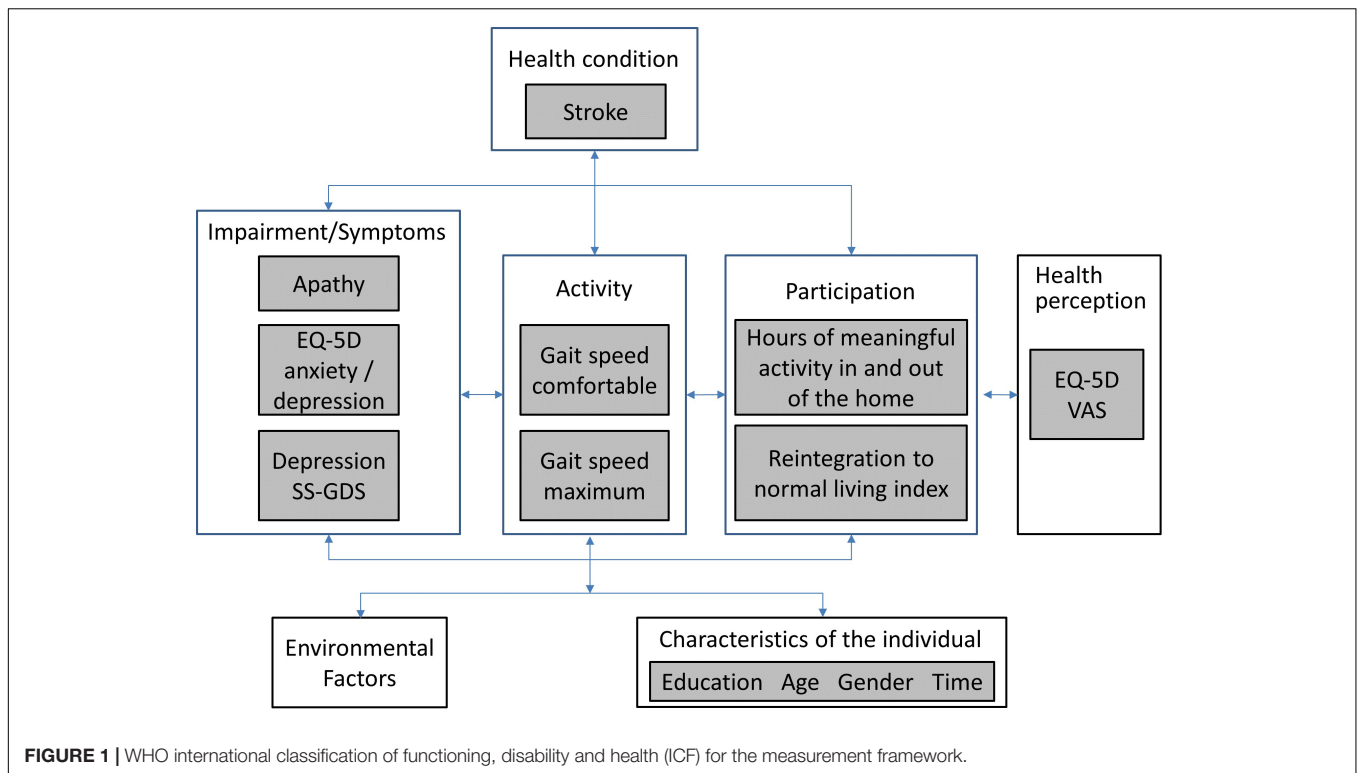 Health condition
Stroke
Impairment/Symptoms
Apathy
EQ-5D
anxiety /
depression
Depression
SS-GDS
Activity
Gait speed
comfortable
Gait speed
maximum
Participation
Hours of meaningful
activity in and out
of the home
Reintegration to
normal living index
Health
perception
EQ-5D
VAS
Environmental
Factors
Characteristics of the individual
Education Age Gender Time
FIGURE 1 | WHO international classification of functioning, disability and health (ICF) for the measurement framework.